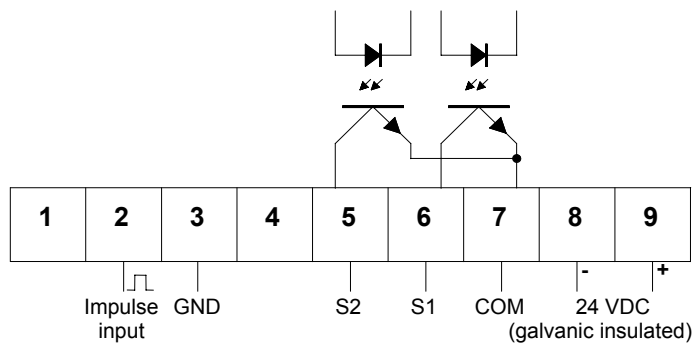 1 2 3 4 5 6 7 8 9
- +
Impulse input GND S2 S1 COM 24 VDC
(galvanic insulated)